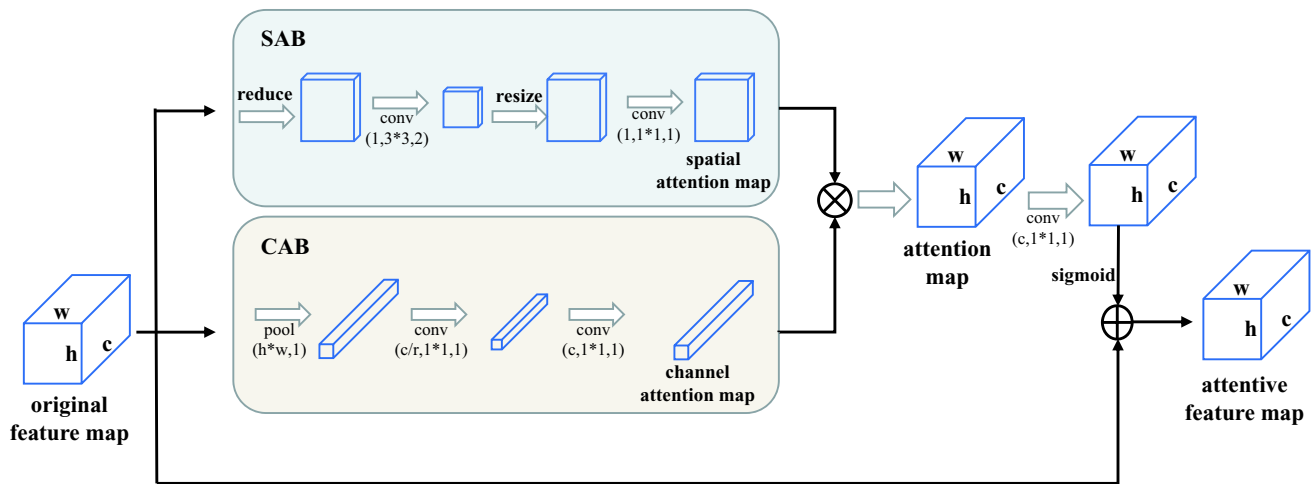 SAB
reduce
conv
(1,3*3,2)
resize
conv
(1,1*1,1)
spatial
attention map
CAB
pool
(h*w,1)
conv
(c/r,1*1,1)
conv
(c,1*1,1)
channel
attention map
w
h
c
original
feature map
w
h
c
attention
map
conv
(c,1*1,1)
w
h
c
sigmoid
w
h
c
attentive
feature map